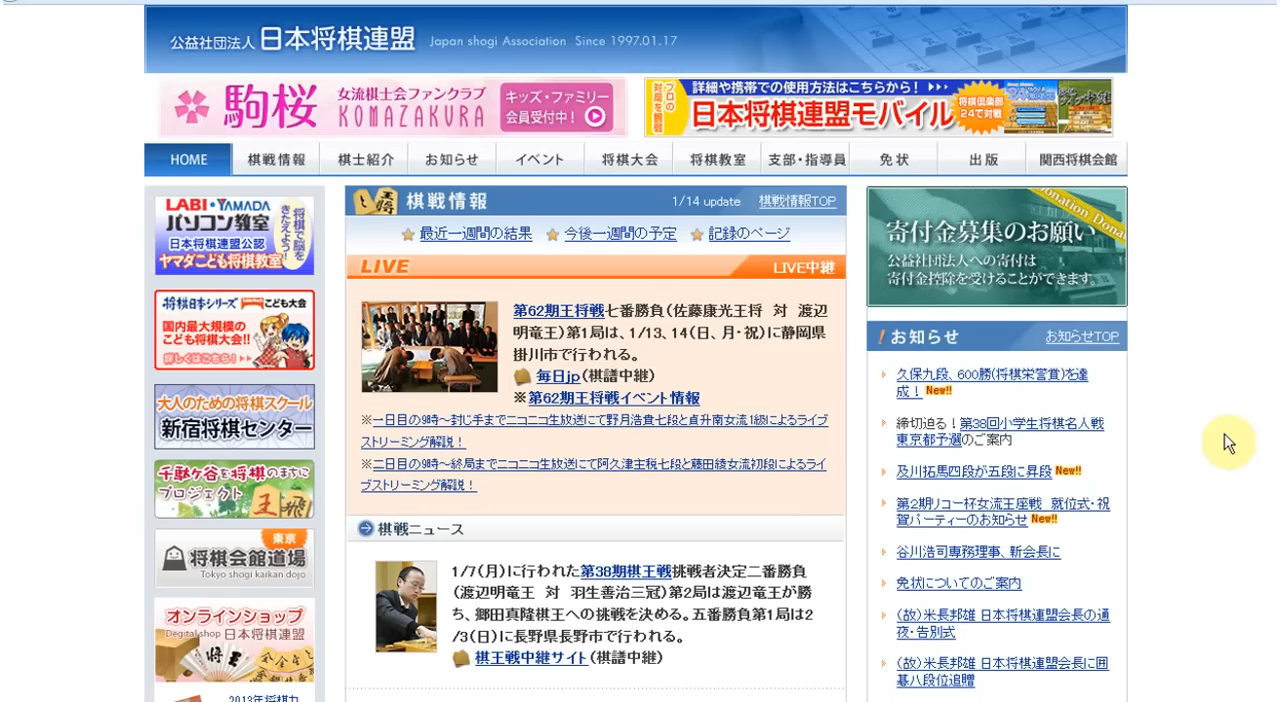 公益社団法人 日本将棋連盟 Japan shogi Association Since 1997.01.17
駒桜
女流棋士会ファンクラブ
KOMAZAKURA
キッズ・ファミリー
会員受付中!
プロの対局を観戦
詳細や携帯での使用方法はこちらから!
日本将棋連盟モバイル
将棋倶楽部
24で対戦
HOME 棋戦情報 棋士紹介 お知らせ イベント 将棋大会 将棋教室 支部・指導員 免状 出版 関西将棋会館
LABI・YAMADA
パソコン教室
日本将棋連盟公認
ヤマダこども将棋教室
将棋で脳を
きたえよう!
将棋日本シリーズ こども大会
国内最大規模の
こども将棋大会!!
詳しくはこちら!
大人のための将棋スクール
新宿将棋センター
千駄ヶ谷を将棋のまちに
プロジェクト
東京
将棋会館道場
Tokyo shogi kaikan dojo
オンラインショップ
Degital shop 日本将棋連盟
棋戦情報 1/14 update 棋戦情報TOP
最近一週間の結果 今後一週間の予定 記録のページ
LIVE LIVE中継
第62期王将戦七番勝負(佐藤康光王将 対 渡辺
明竜王)第1局は、1/13、14(日、月・祝)に静岡県
掛川市で行われる。
毎日jp(棋譜中継)
※第62期王将戦イベント情報
※一日目の9時~封じ手までニコニコ生放送にて野月浩貴七段と貞升南女流1級によるライブ
ストリーミング解説!
※二日目の9時~終局までニコニコ生放送にて阿久津主税七段と藤田綾女流初段によるライ
ブストリーミング解説!
棋戦ニュース
1/7(月)に行われた第38期棋王戦挑戦者決定二番勝負
(渡辺明竜王 対 羽生善治三冠)第2局は渡辺竜王が勝
ち、郷田真隆棋王への挑戦を決める。五番勝負第1局は2
/3(日)に長野県長野市で行われる。
棋王戦中継サイト(棋譜中継)
寄付金募集のお願い
公益社団法人への寄付は
寄付金控除を受けることができます。
お知らせ お知らせTOP
久保九段、600勝(将棋栄誉賞)を達
成! New!!
締切迫る!第38回小学生将棋名人戦
東京都予選のご案内
及川拓馬四段が五段に昇段 New!!
第2期リコー杯女流王座戦 就位式・祝
賀パーティーのお知らせ New!!
谷川浩司専務理事、新会長に
免状についてのご案内
(故)米長邦雄 日本将棋連盟会長の通
夜・告別式
(故)米長邦雄 日本将棋連盟会長に囲
碁八段位追贈